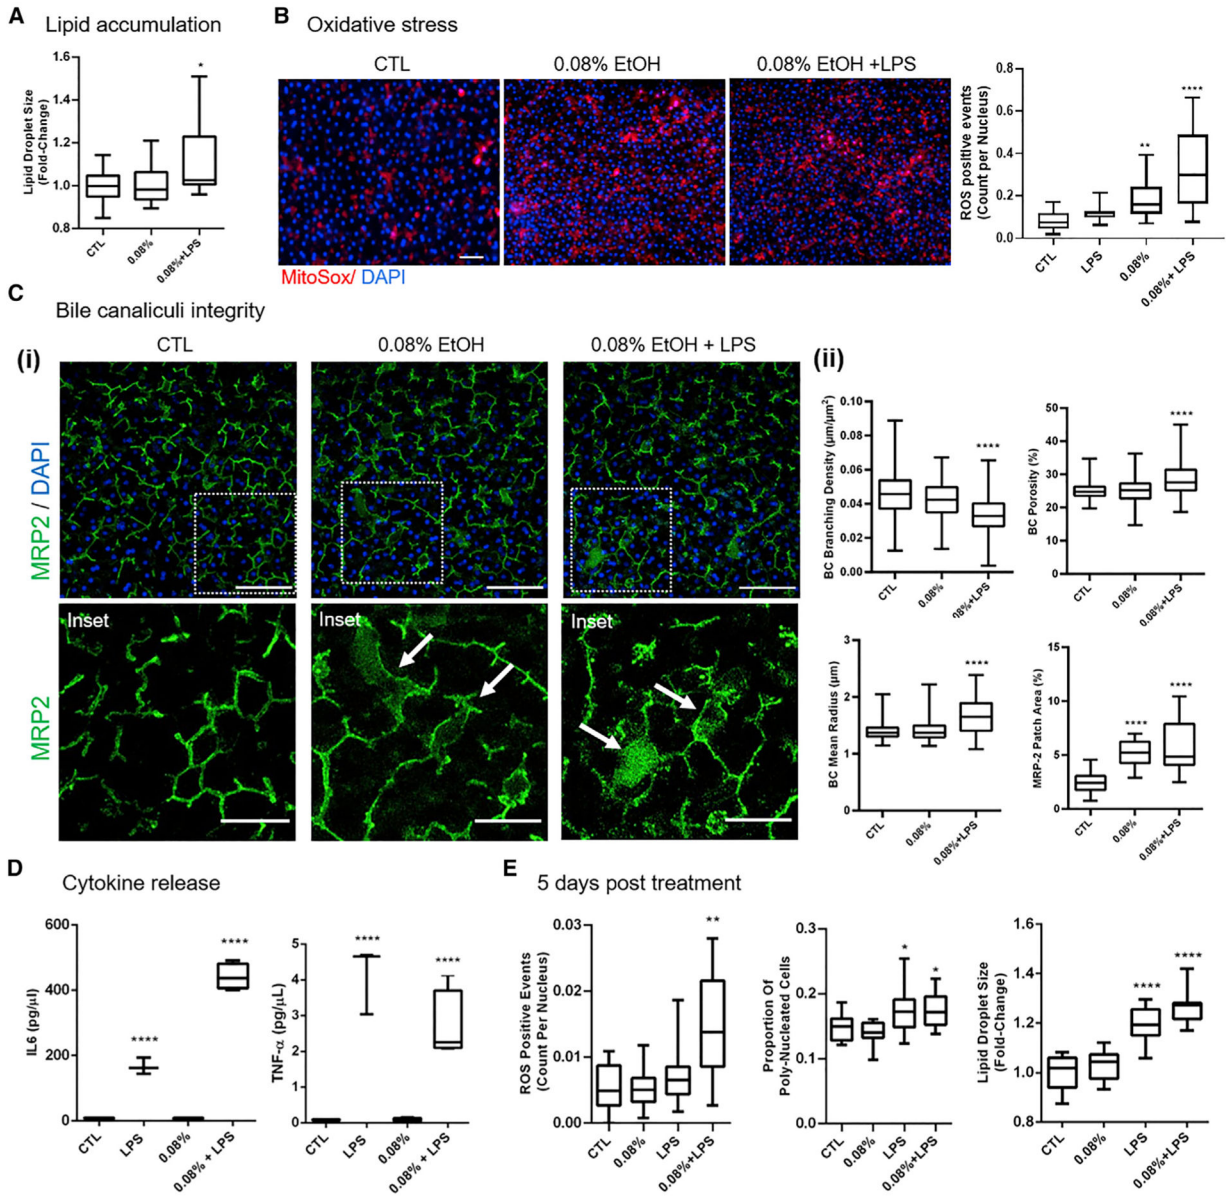 A Lipid accumulation
Lipid Droplet Size
(Fold-Change)
1.6
1.4
1.2
1.0
0.8
*
CTL
0.08%
0.08%+LPS
B Oxidative stress
CTL
0.08% EtOH
0.08% EtOH +LPS
MitoSox/ DAPI
ROS positive events
(Count per Nucleus)
0.8
0.6
0.4
0.2
0.0
**
****
CTL
LPS
0.08%
0.08%+ LPS
C Bile canaliculi integrity
(i)
CTL
0.08% EtOH
0.08% EtOH + LPS
MRP2 / DAPI
MRP2
Inset
Inset
Inset
(ii)
BC Branching Density (µm/µm²)
0.10
0.08
0.06
0.04
0.02
0.00
****
CTL
0.08%
08%+LPS
BC Porosity (%)
50
40
30
20
10
0
****
CTL
0.08%
0.08%+LPS
BC Mean Radius (µm)
3
2
1
0
****
CTL
0.08%
0.08%+LPS
MRP-2 Patch Area (%)
15
10
5
0
****
****
CTL
0.08%
0.08%+LPS
D Cytokine release
IL6 (pg/µl)
600
400
200
0
****
****
CTL
LPS
0.08%
0.08% + LPS
TNF-α (pg/µL)
5
4
3
2
1
0
****
****
CTL
LPS
0.08%
0.08% + LPS
E 5 days post treatment
ROS Positive Events
(Count Per Nucleus)
0.03
0.02
0.01
0.00
**
CTL
0.08%
LPS
0.08%+LPS
Proportion Of
Poly-Nucleated Cells
0.3
0.2
0.1
0.0
*
*
CTL
0.08%
LPS
0.08%+LPS
Lipid Droplet Size
(Fold-Change)
1.6
1.4
1.2
1.0
0.8
****
****
CTL
0.08%
LPS
0.08%+LPS